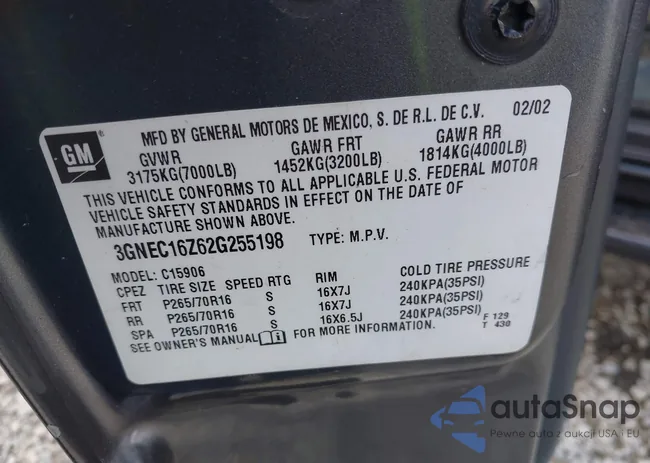 GM
MFD BY GENERAL MOTORS DE MEXICO, S. DE R.L. DE C.V. 02/02
GVWR GAWR FRT GAWR RR
3175KG(7000LB) 1452KG(3200LB) 1814KG(4000LB)
THIS VEHICLE CONFORMS TO ALL APPLICABLE U.S. FEDERAL MOTOR
VEHICLE SAFETY STANDARDS IN EFFECT ON THE DATE OF
MANUFACTURE SHOWN ABOVE.
3GNEC16Z62G255198 TYPE: M.P.V.
MODEL: C15906
CPEZ TIRE SIZE SPEED RTG RIM COLD TIRE PRESSURE
FRT P265/70R16 S 16X7J 240KPA(35PSI)
RR P265/70R16 S 16X7J 240KPA(35PSI)
SPA P265/70R16 S 16X6.5J 240KPA(35PSI)
SEE OWNER'S MANUAL FOR MORE INFORMATION. F 129
T 430
autaSnap
Pewne auto z aukcji USA i EU